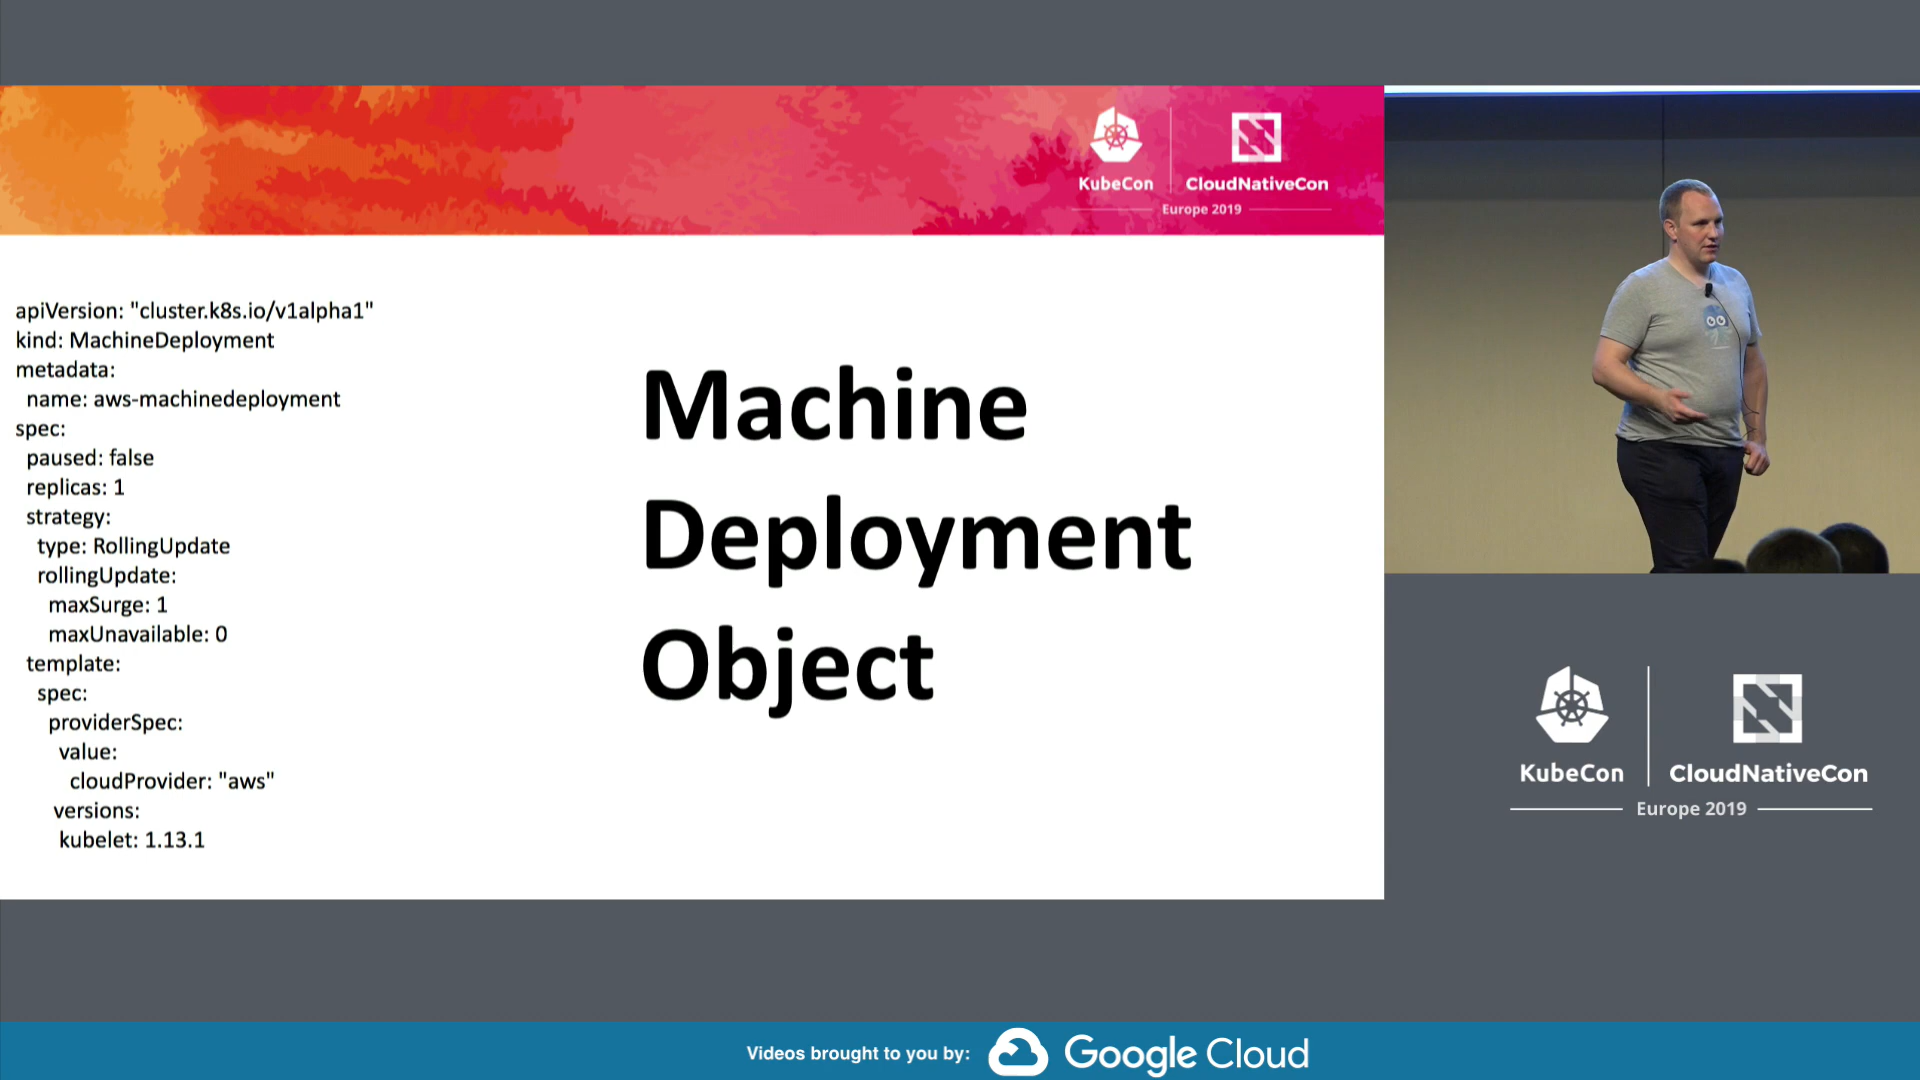 KubeCon
CloudNativeCon
Europe 2019
apiVersion: "cluster.k8s.io/v1alpha1"
kind: MachineDeployment
metadata:
name: aws-machinedeployment
spec:
paused: false
replicas: 1
strategy:
type: RollingUpdate
rollingUpdate:
maxSurge: 1
maxUnavailable: 0
template:
spec:
providerSpec:
value:
cloudProvider: "aws"
versions:
kubelet: 1.13.1
Machine
Deployment
Object
KubeCon
CloudNativeCon
Europe 2019
Videos brought to you by:
Google Cloud